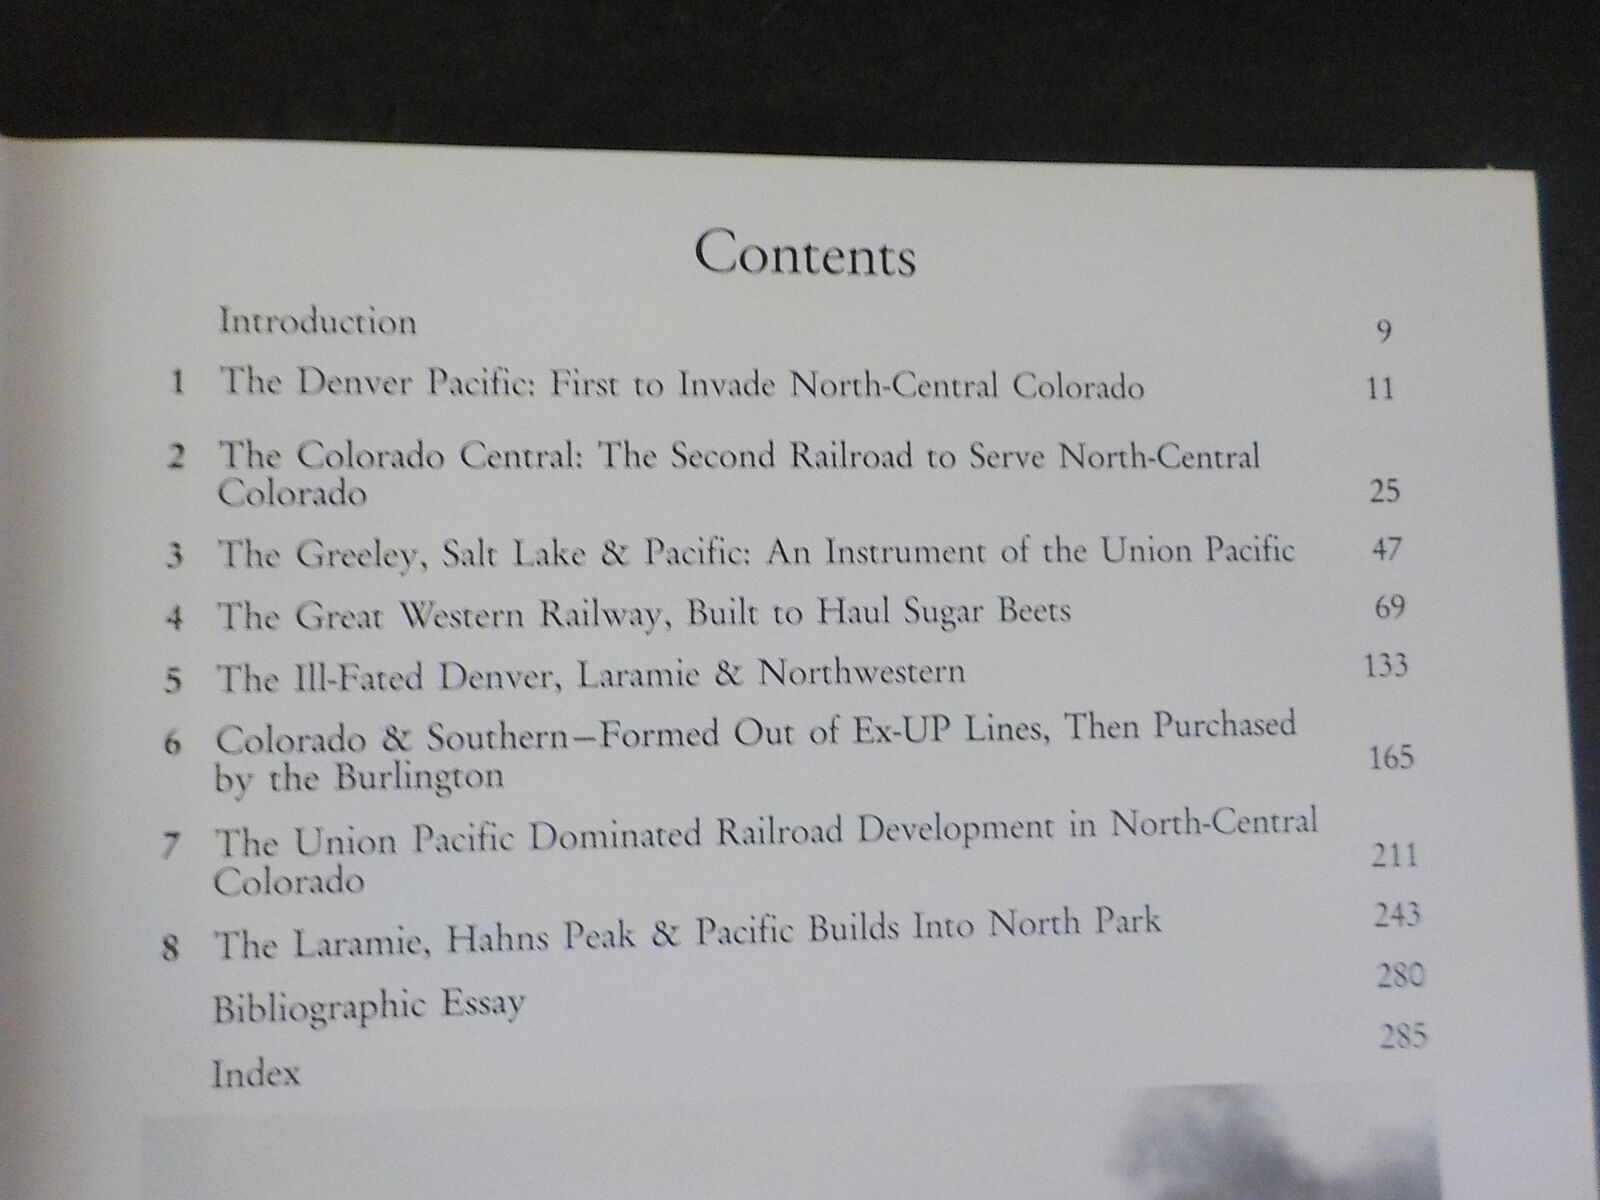 Contents
Introduction 9
1 The Denver Pacific: First to Invade North-Central Colorado 11
2 The Colorado Central: The Second Railroad to Serve North-Central
Colorado 25
3 The Greeley, Salt Lake & Pacific: An Instrument of the Union Pacific 47
4 The Great Western Railway, Built to Haul Sugar Beets 69
5 The Ill-Fated Denver, Laramie & Northwestern 133
6 Colorado & Southern—Formed Out of Ex-UP Lines, Then Purchased
by the Burlington 165
7 The Union Pacific Dominated Railroad Development in North-Central
Colorado 211
8 The Laramie, Hahns Peak & Pacific Builds Into North Park 243
Bibliographic Essay 280
Index 285